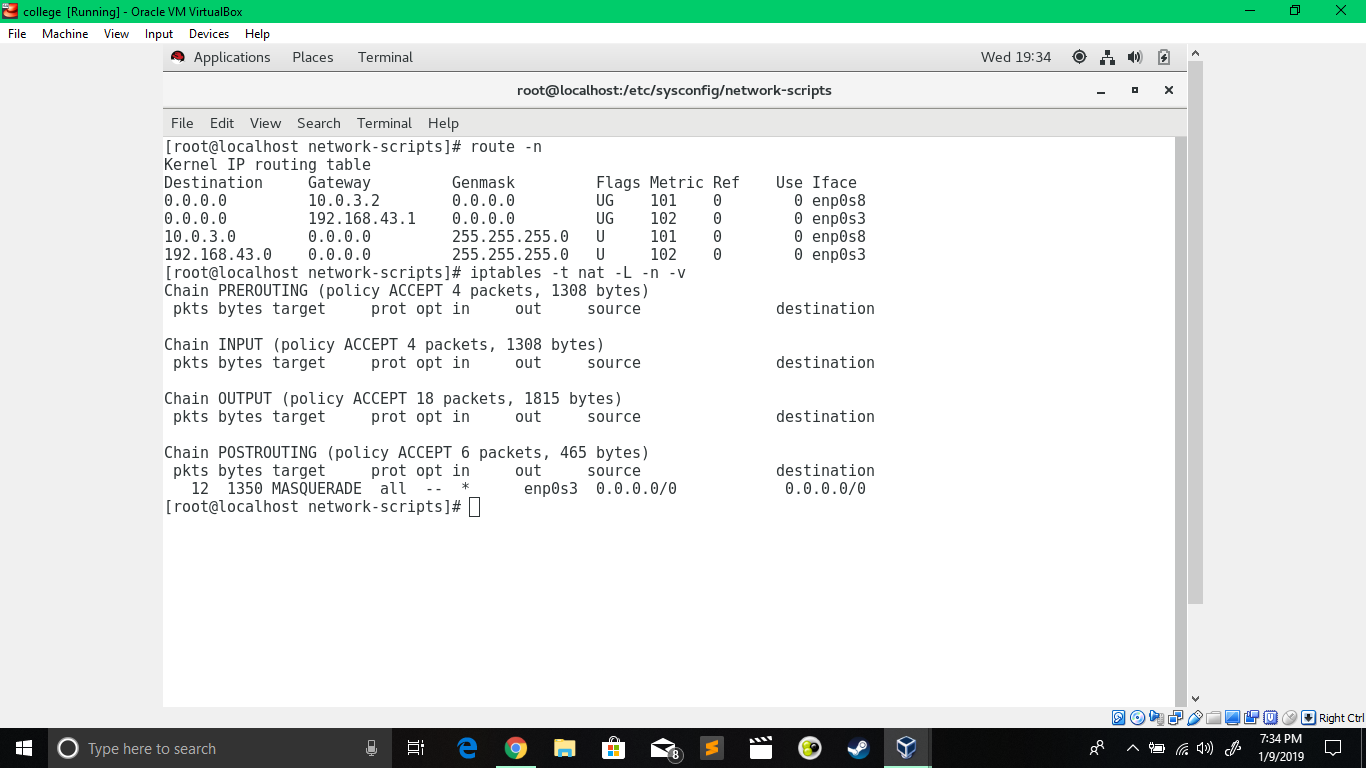 college [Running] - Oracle VM VirtualBox
File Machine View Input Devices Help
Applications Places Terminal Wed 19:34
root@localhost:/etc/sysconfig/network-scripts
File Edit View Search Terminal Help
[root@localhost network-scripts]# route -n
Kernel IP routing table
Destination Gateway Genmask Flags Metric Ref Use Iface
0.0.0.0 10.0.3.2 0.0.0.0 UG 101 0 0 enp0s8
0.0.0.0 192.168.43.1 0.0.0.0 UG 102 0 0 enp0s3
10.0.3.0 0.0.0.0 255.255.255.0 U 101 0 0 enp0s8
192.168.43.0 0.0.0.0 255.255.255.0 U 102 0 0 enp0s3
[root@localhost network-scripts]# iptables -t nat -L -n -v
Chain PREROUTING (policy ACCEPT 4 packets, 1308 bytes)
pkts bytes target prot opt in out source destination
Chain INPUT (policy ACCEPT 4 packets, 1308 bytes)
pkts bytes target prot opt in out source destination
Chain OUTPUT (policy ACCEPT 18 packets, 1815 bytes)
pkts bytes target prot opt in out source destination
Chain POSTROUTING (policy ACCEPT 6 packets, 465 bytes)
pkts bytes target prot opt in out source destination
12 1350 MASQUERADE all -- * enp0s3 0.0.0.0/0 0.0.0.0/0
[root@localhost network-scripts]#
Right Ctrl
Type here to search
8
7:34 PM
1/9/2019